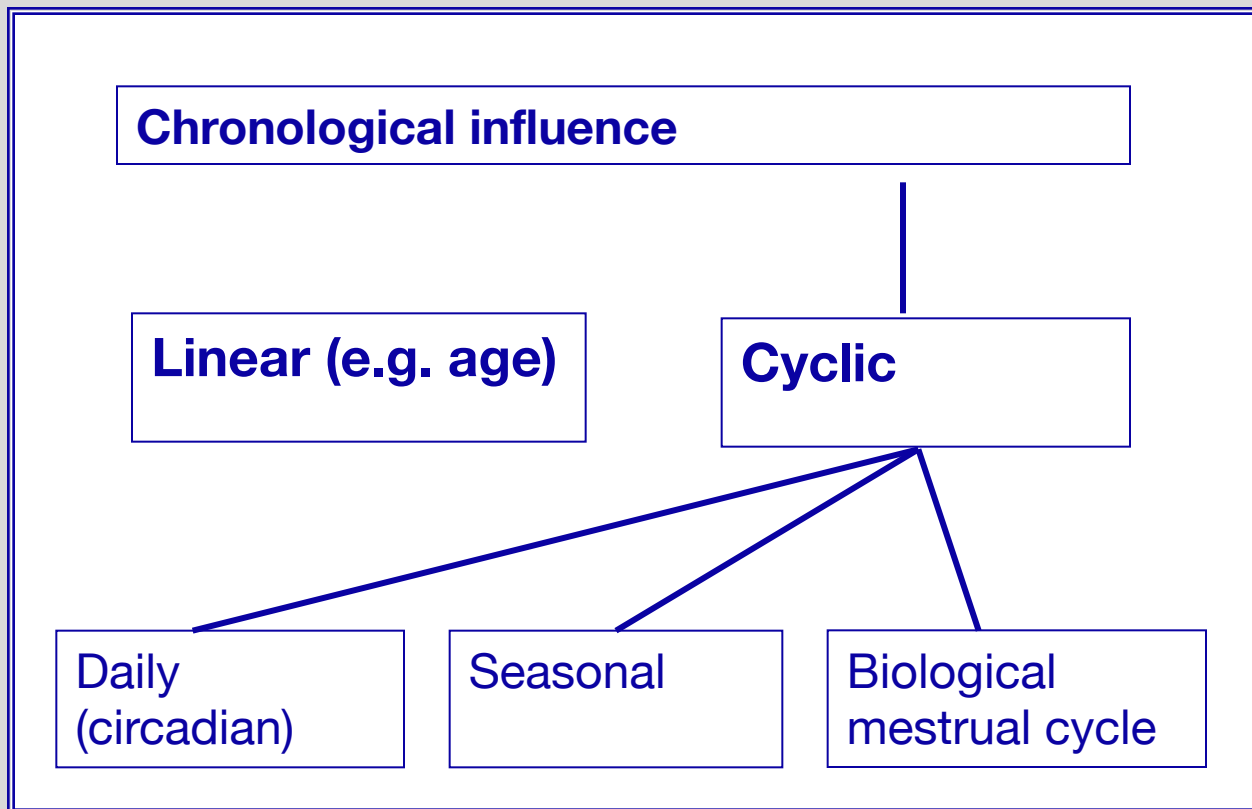 Chronological influence
Linear (e.g. age)
Cyclic
Daily
(circadian)
Seasonal
Biological
mestrual cycle